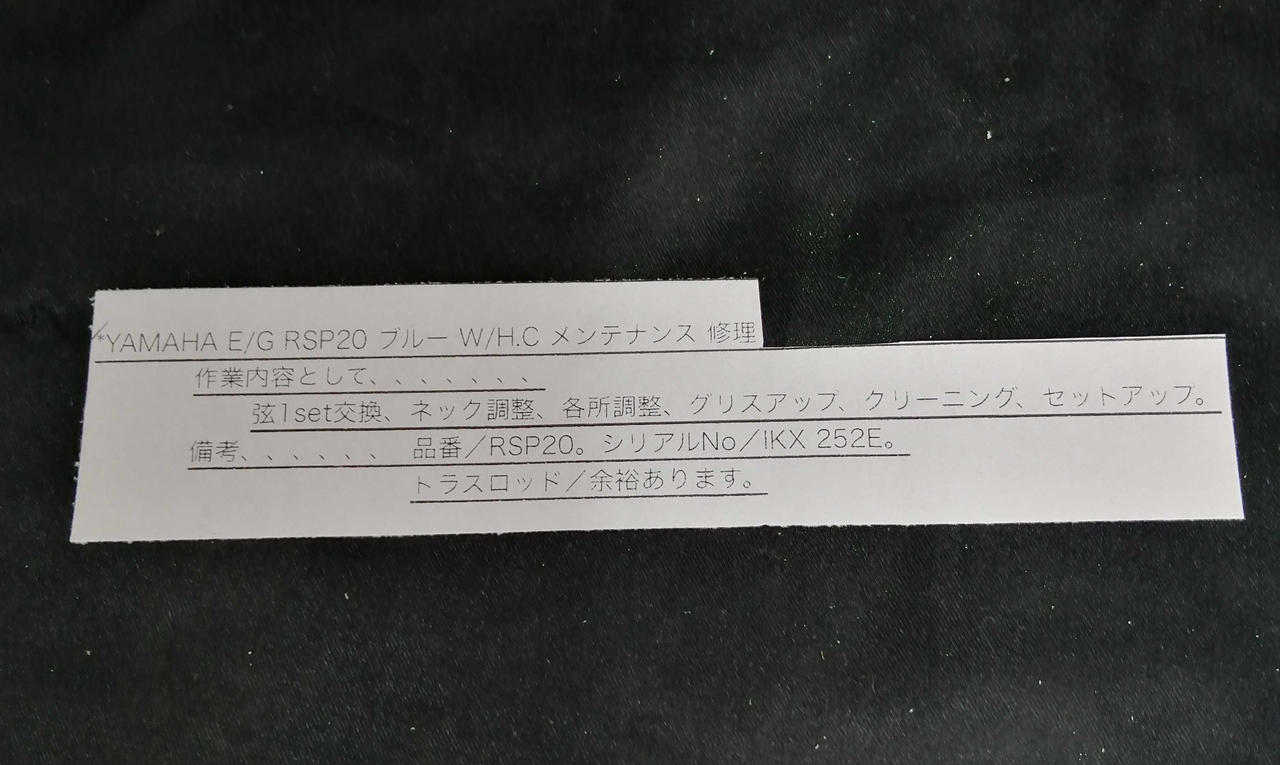 *YAMAHA E/G RSP20 ブルー W/H.C メンテナンス 修理
作業内容として、、、、、、、
弦1set交換、ネック調整、各所調整、グリスアップ、クリーニング、セットアップ。
備考、、、、、、 品番／RSP20。シリアルNo／IKX 252E。
トラスロッド／余裕あります。